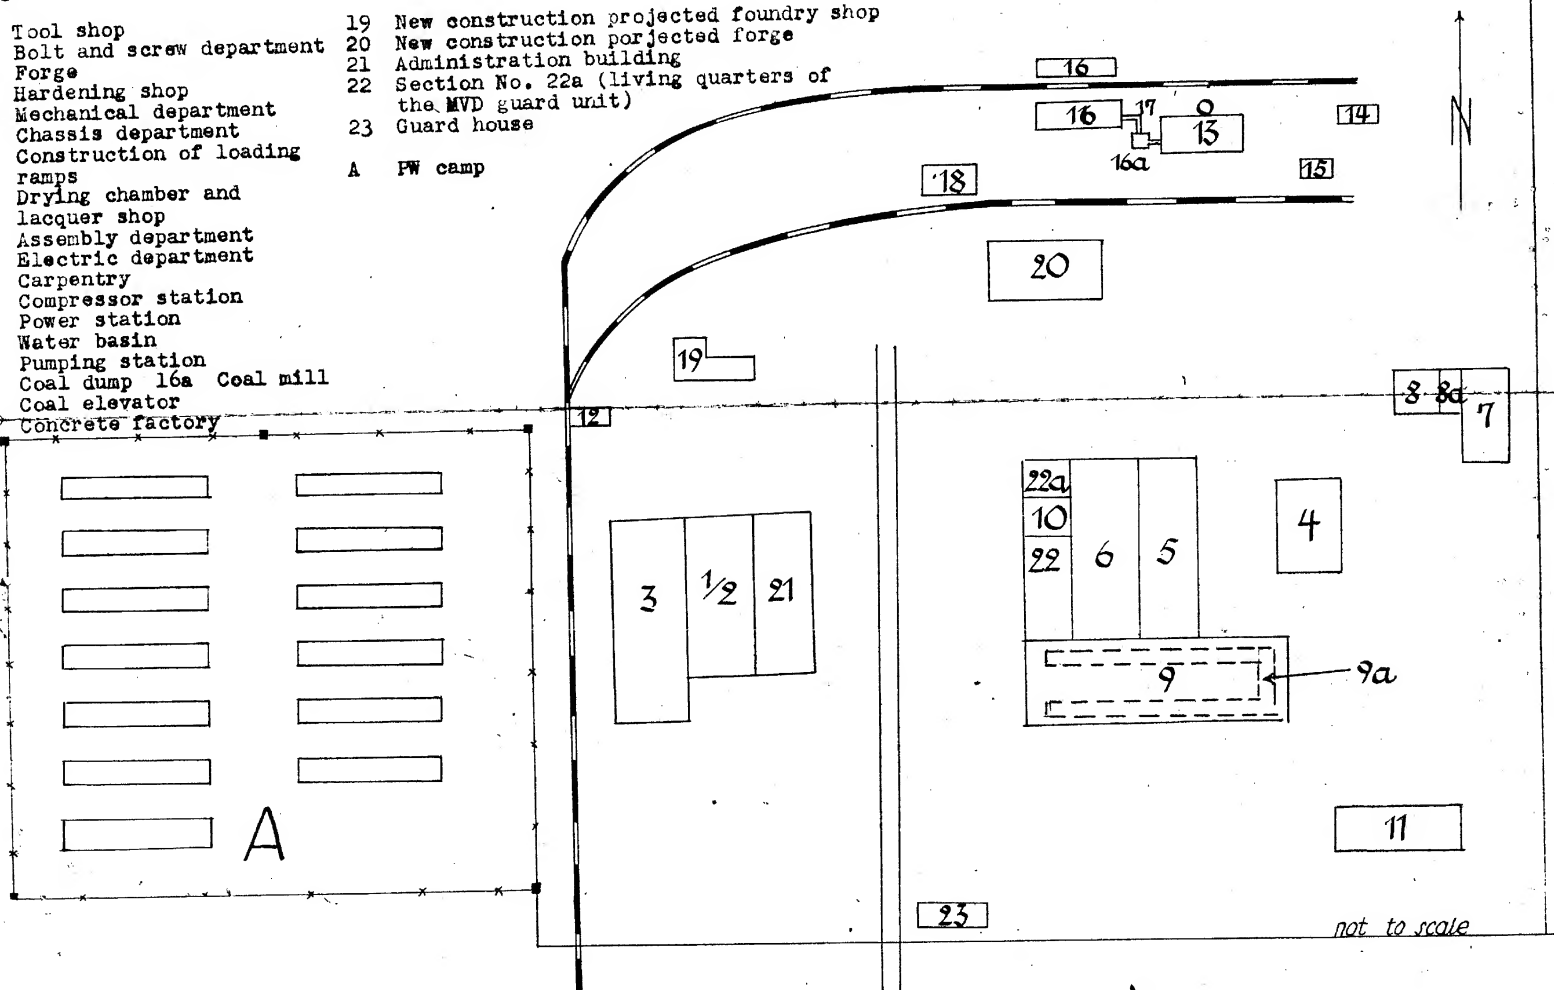 Tool shop
Bolt and screw department
Forge
Hardening shop
Mechanical department
Chassis department
Construction of loading
ramps
Drying chamber and
lacquer shop
Assembly department
Electric department
Carpentry
Compressor station
Power station
Water basin
Pumping station
Coal dump 16a Coal mill
Coal elevator
Concrete factory
19 New construction projected foundry shop
20 New construction porjected forge
21 Administration building
22 Section No. 22a (living quarters of
the MVD guard unit)
23 Guard house
A PW camp
16
16
17
13
16a
14
15
N
18
20
19
12
8
8a
7
22a
10
22
6
5
4
3
1/2
21
9
9a
A
11
23
not to scale